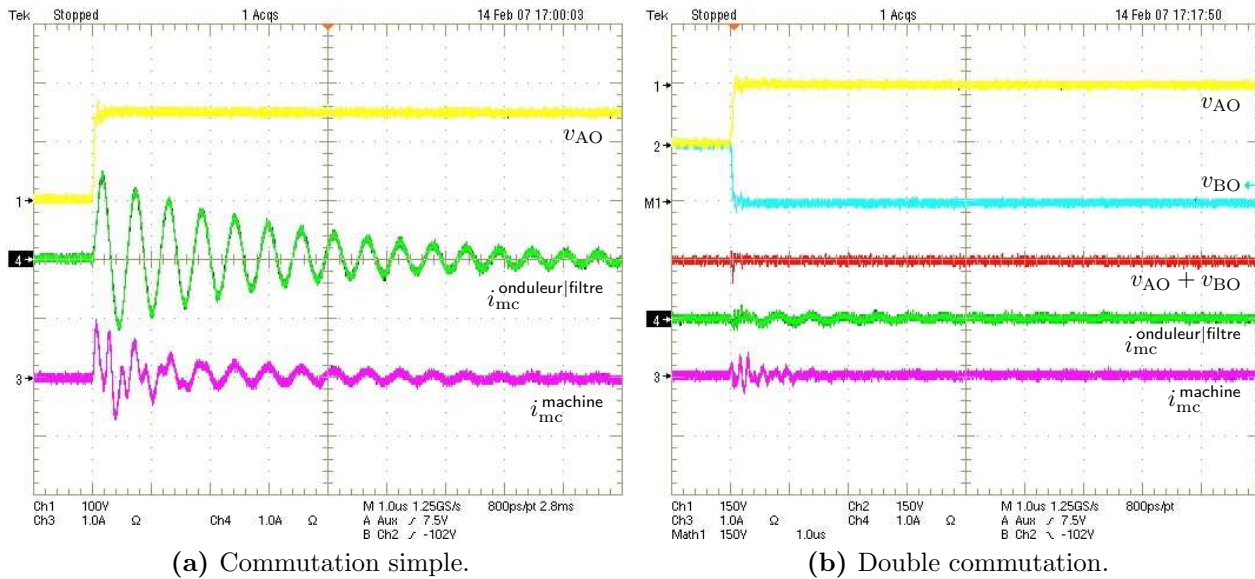 Tek Stopped 1 Acqs 14 Feb 07 17:00:03
v_AO
1
4
i_mc^onduleur|filtre
3
i_mc^machine
Ch1 100V M 1.0us 1.25GS/s 800ps/pt 2.8ms
Ch3 1.0A Ω Ch4 1.0A Ω A Aux ⌠ 7.5V
B Ch2 ⌠ -102V
(a) Commutation simple.
Tek Stopped 1 Acqs 14 Feb 07 17:17:50
1
v_AO
2
v_BO
M1
v_AO + v_BO
4
i_mc^onduleur|filtre
3
i_mc^machine
Ch1 150V Ch2 150V M 1.0us 1.25GS/s 800ps/pt
Ch3 1.0A Ω Ch4 1.0A Ω A Aux ⌠ 7.5V
Math1 150V 1.0us B Ch2 -102V
(b) Double commutation.